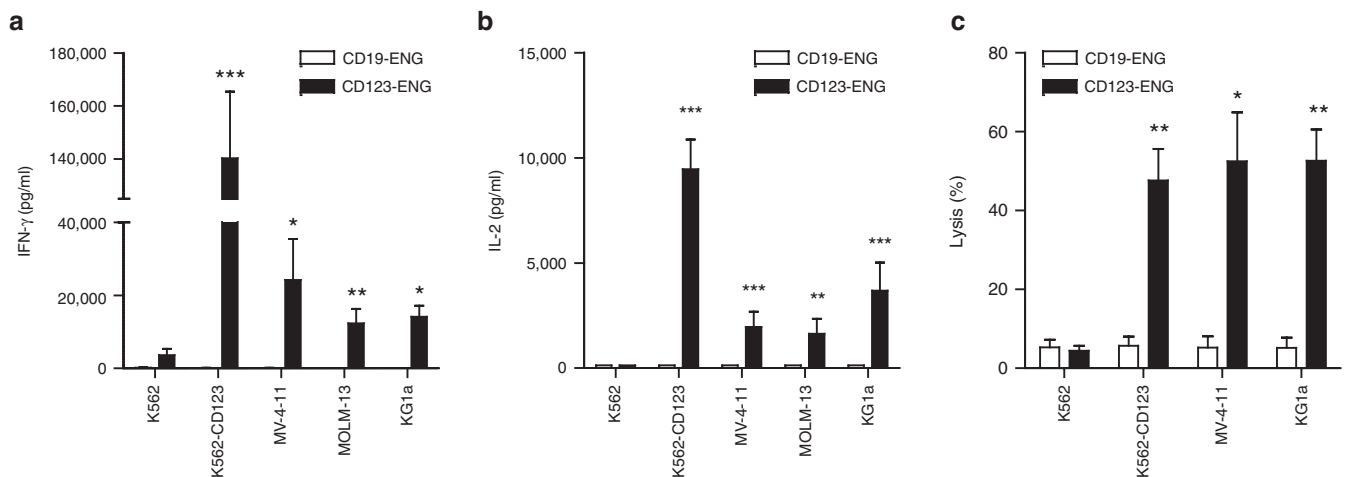 a
180,000
160,000
140,000
40,000
20,000
0
IFN-γ (pg/ml)
CD19-ENG
CD123-ENG
***
*
**
*
K562
K562-CD123
MV-4-11
MOLM-13
KG1a
b
15,000
10,000
5,000
0
IL-2 (pg/ml)
CD19-ENG
CD123-ENG
***
***
**
***
K562
K562-CD123
MV-4-11
MOLM-13
KG1a
c
80
60
40
20
0
Lysis (%)
CD19-ENG
CD123-ENG
**
*
**
K562
K562-CD123
MV-4-11
KG1a